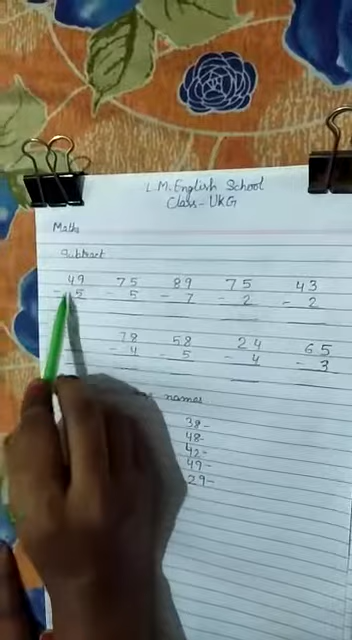 L.M. English School
Class - UKG
Maths
Subtract
49 75 89 75 43
- 5 - 5 - 7 - 2 - 2
78 58 24 65
- 4 - 5 - 4 - 3
names
38-
48-
42-
49-
29-